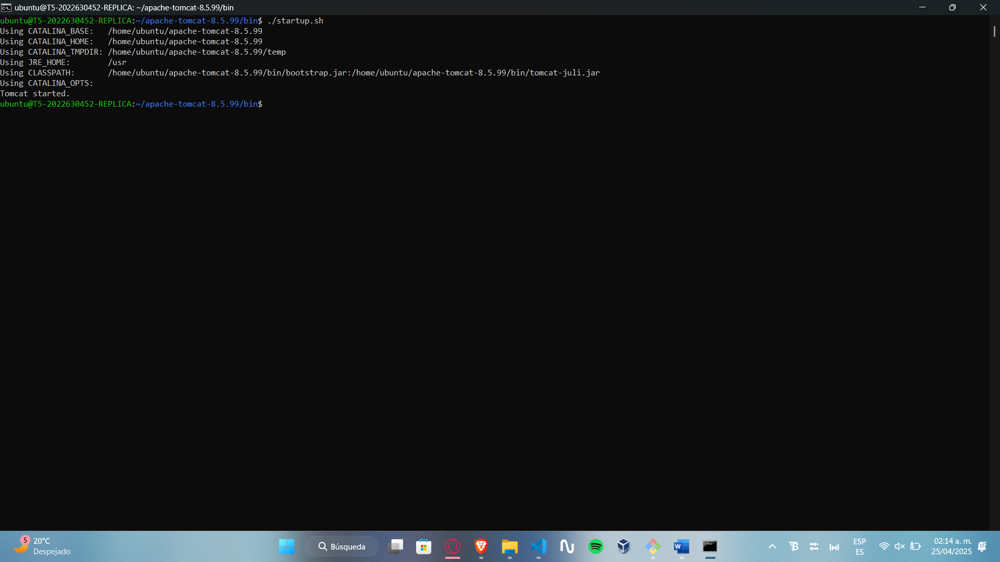 ubuntu@T5-2022630452-REPLICA: ~/apache-tomcat-8.5.99/bin
ubuntu@T5-2022630452-REPLICA:~/apache-tomcat-8.5.99/bin$ ./startup.sh
Using CATALINA_BASE:   /home/ubuntu/apache-tomcat-8.5.99
Using CATALINA_HOME:   /home/ubuntu/apache-tomcat-8.5.99
Using CATALINA_TMPDIR: /home/ubuntu/apache-tomcat-8.5.99/temp
Using JRE_HOME:        /usr
Using CLASSPATH:       /home/ubuntu/apache-tomcat-8.5.99/bin/bootstrap.jar:/home/ubuntu/apache-tomcat-8.5.99/bin/tomcat-juli.jar
Using CATALINA_OPTS:
Tomcat started.
ubuntu@T5-2022630452-REPLICA:~/apache-tomcat-8.5.99/bin$
5
20°C
Despejado
Búsqueda
ESP
ES
02:14 a. m.
25/04/2025